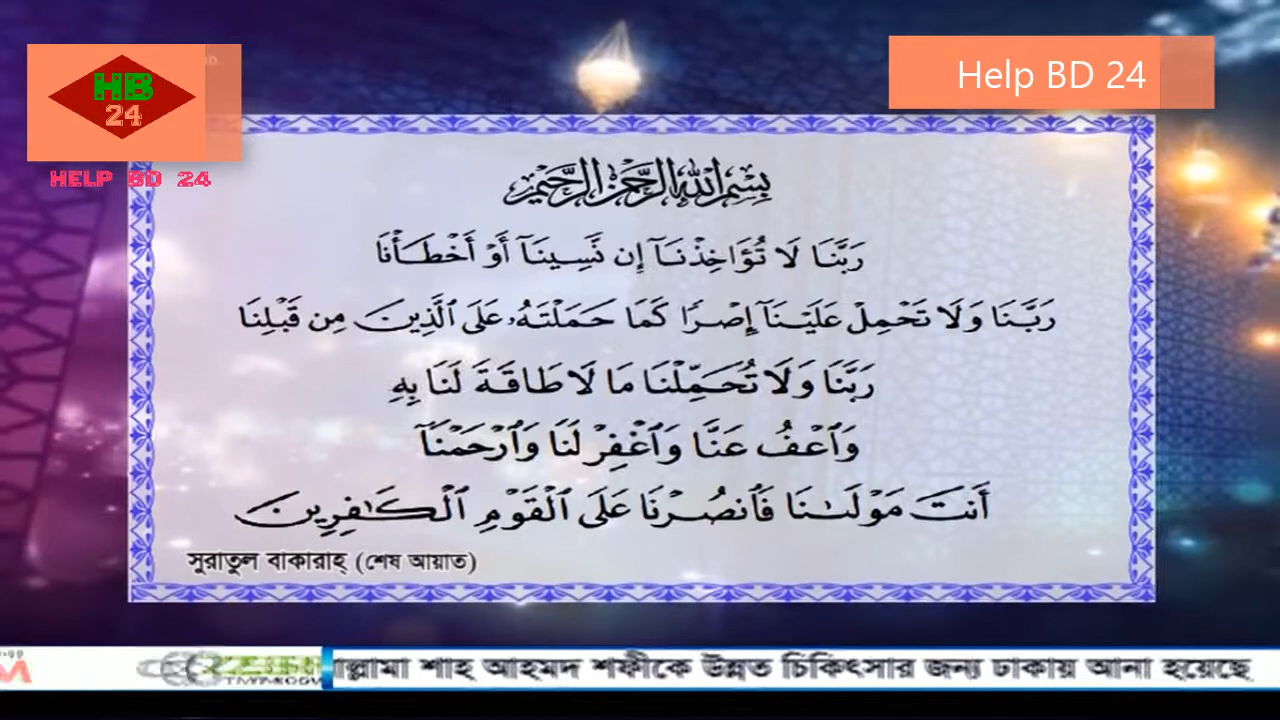 HB
24
HELP BD 24
Help BD 24
بِسْمِ اللهِ الرَّحْمٰنِ الرَّحِيْمِ
رَبَّنَا لَا تُؤَاخِذْنَآ إِن نَّسِينَآ أَوْ أَخْطَأْنَا
رَبَّنَا وَلَا تَحْمِلْ عَلَيْنَآ إِصْرًا كَمَا حَمَلْتَهُۥ عَلَى ٱلَّذِينَ مِن قَبْلِنَا
رَبَّنَا وَلَا تُحَمِّلْنَا مَا لَا طَاقَةَ لَنَا بِهِ
وَٱعْفُ عَنَّا وَٱغْفِرْ لَنَا وَٱرْحَمْنَآ
أَنتَ مَوْلَىٰنَا فَٱنصُرْنَا عَلَى ٱلْقَوْمِ ٱلْكَٰفِرِينَ
সুরাতুল বাকারাহ্ (শেষ আয়াত)
শাহ আহমদ শফীকে উন্নত চিকিৎসার জন্য ঢাকায় আনা হয়েছে